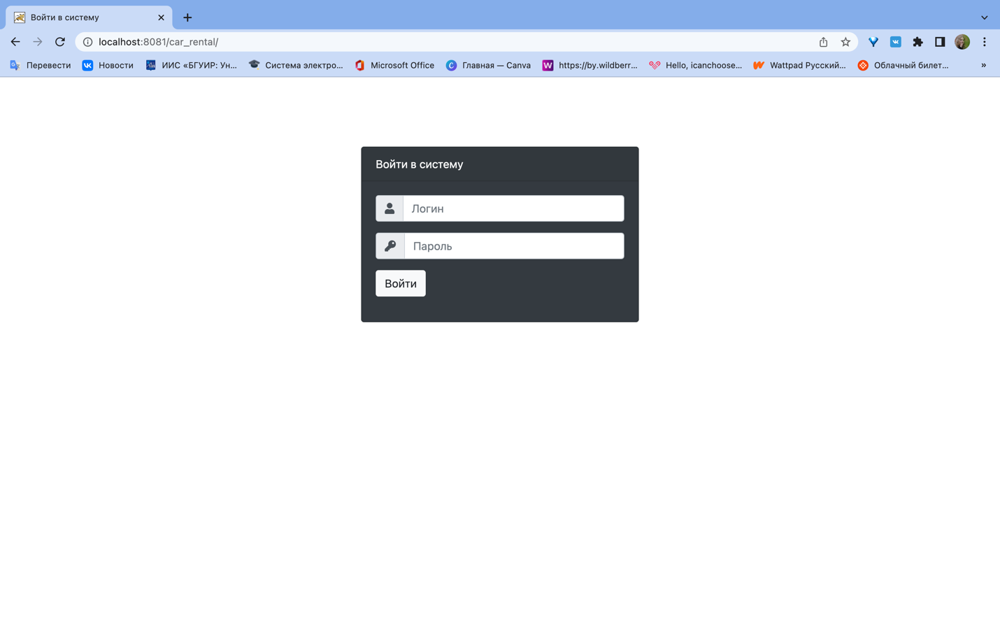 Войти в систему
localhost:8081/car_rental/
Перевести Новости ИИС «БГУИР: Ун... Система электро... Microsoft Office Главная — Canva https://by.wildberr... Hello, icanchoose... Wattpad Русский... Облачный билет... »
Войти в систему
Логин
Пароль
Войти